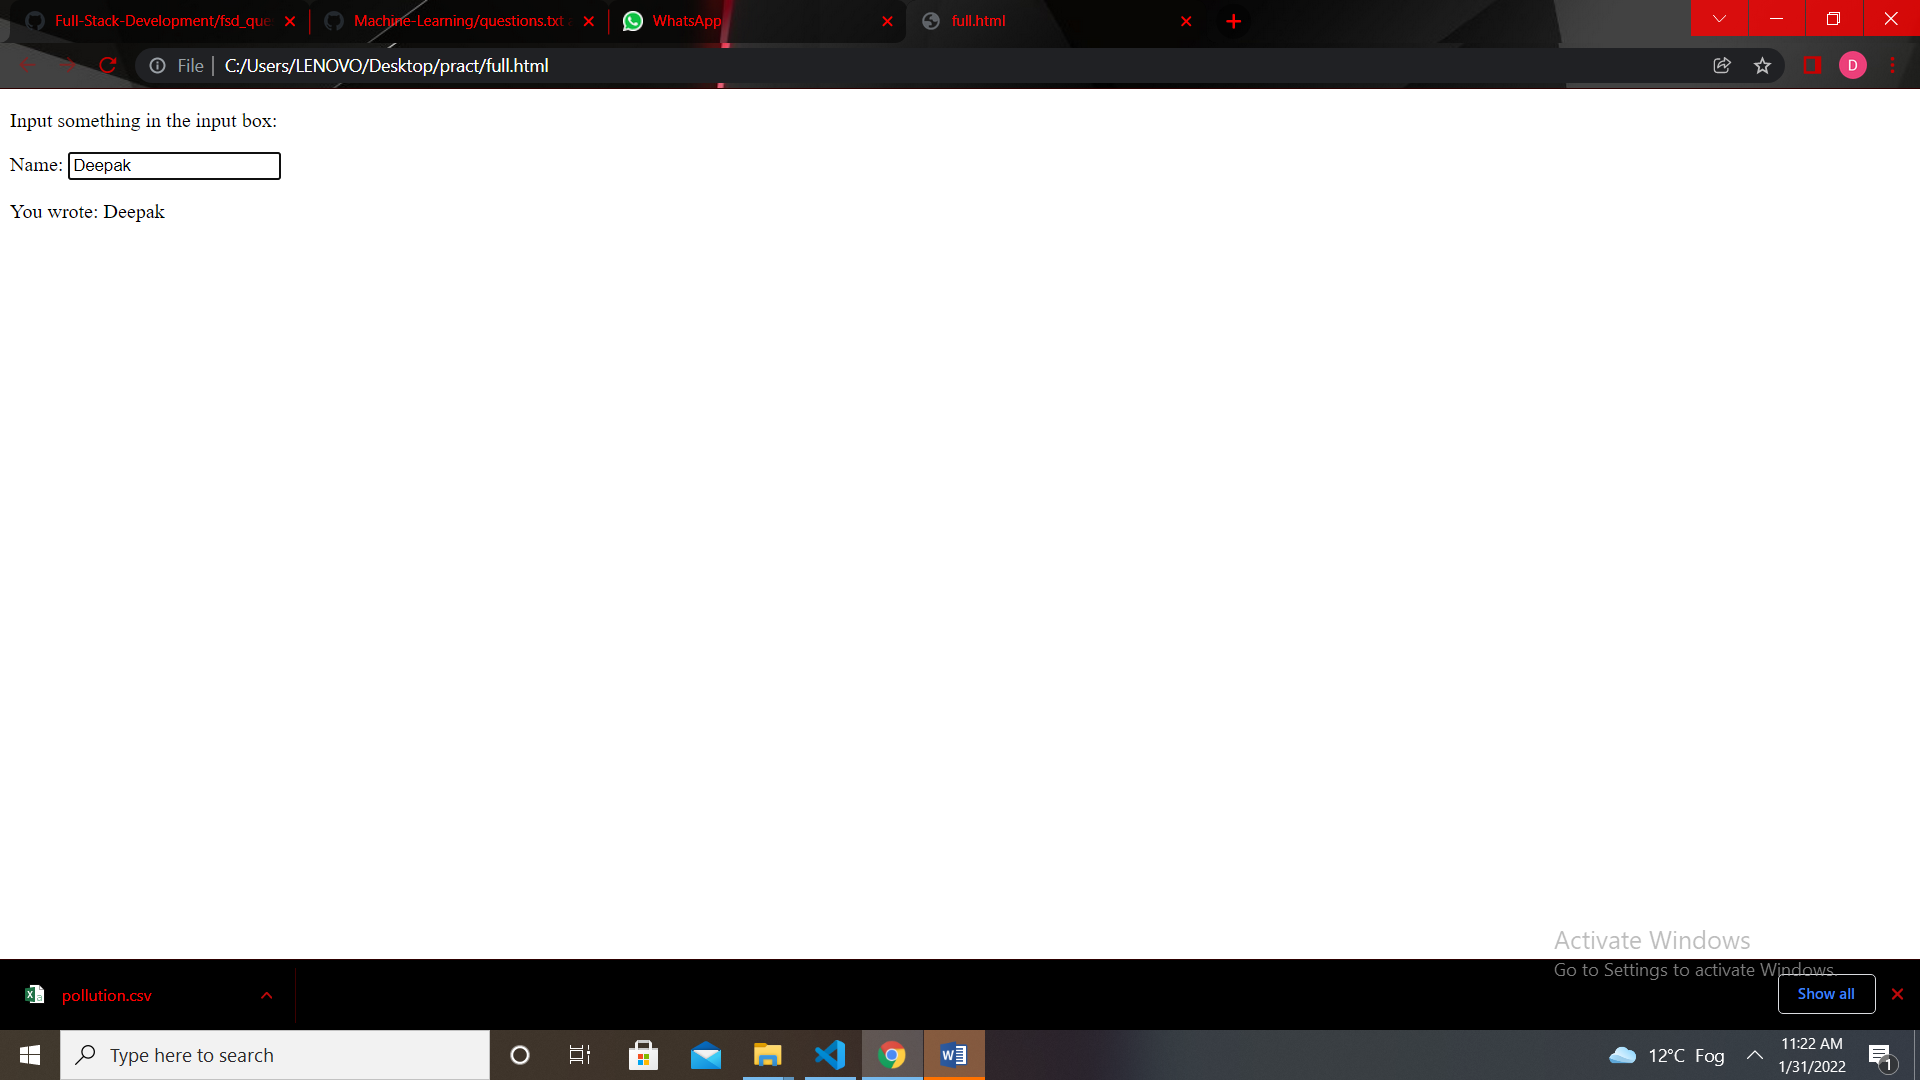 Full-Stack-Development/fsd_ques
Machine-Learning/questions.txt a
WhatsApp
full.html
File | C:/Users/LENOVO/Desktop/pract/full.html
D
Input something in the input box:
Name: Deepak
You wrote: Deepak
Activate Windows
Go to Settings to activate Windows.
pollution.csv
Show all
Type here to search
12°C Fog
11:22 AM
1/31/2022
1